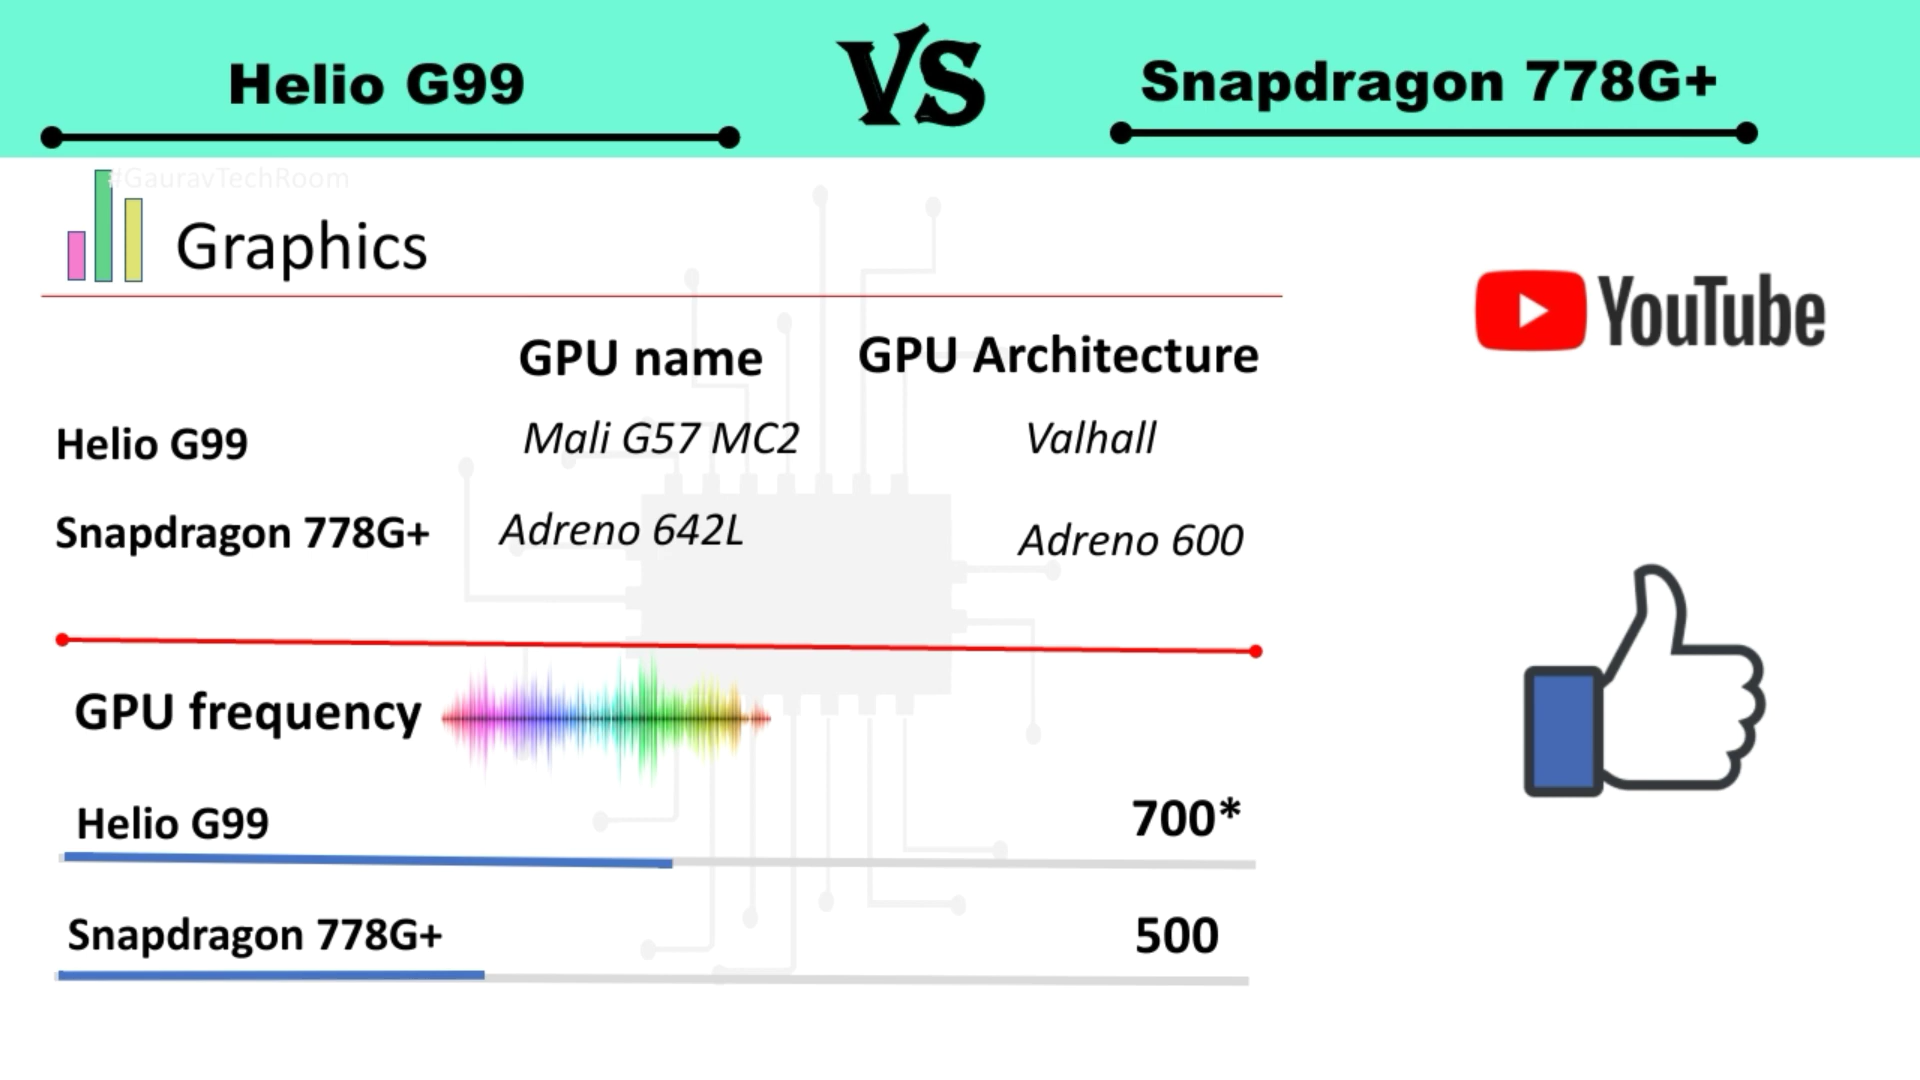 Helio G99
VS
Snapdragon 778G+
#GauravTechRoom
Graphics
GPU name
GPU Architecture
Helio G99
Mali G57 MC2
Valhall
Snapdragon 778G+
Adreno 642L
Adreno 600
GPU frequency
Helio G99
700*
Snapdragon 778G+
500
YouTube